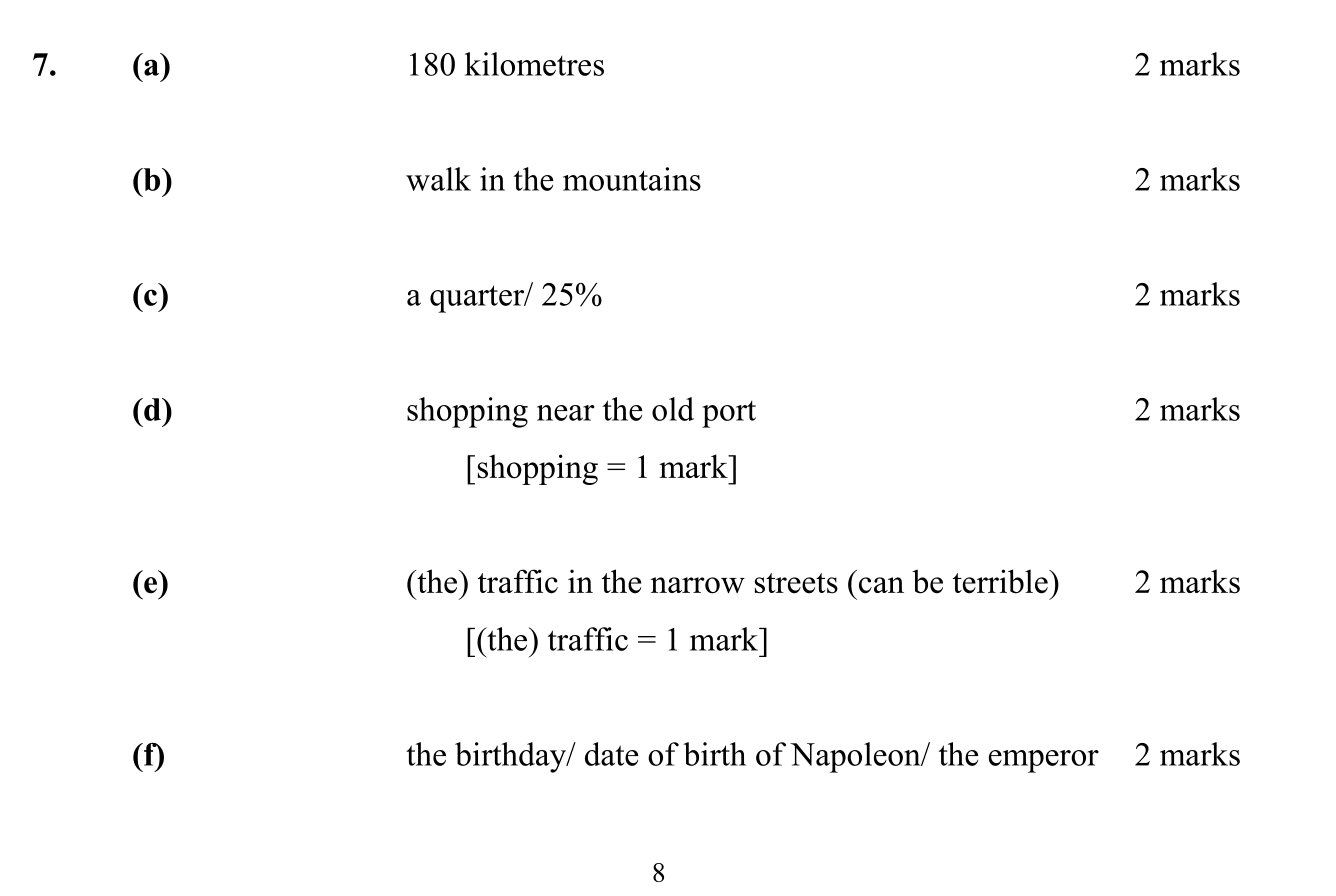 7. (a) 180 kilometres 2 marks
(b) walk in the mountains 2 marks
(c) a quarter/ 25% 2 marks
(d) shopping near the old port 2 marks
[shopping = 1 mark]
(e) (the) traffic in the narrow streets (can be terrible) 2 marks
[(the) traffic = 1 mark]
(f) the birthday/ date of birth of Napoleon/ the emperor 2 marks
8